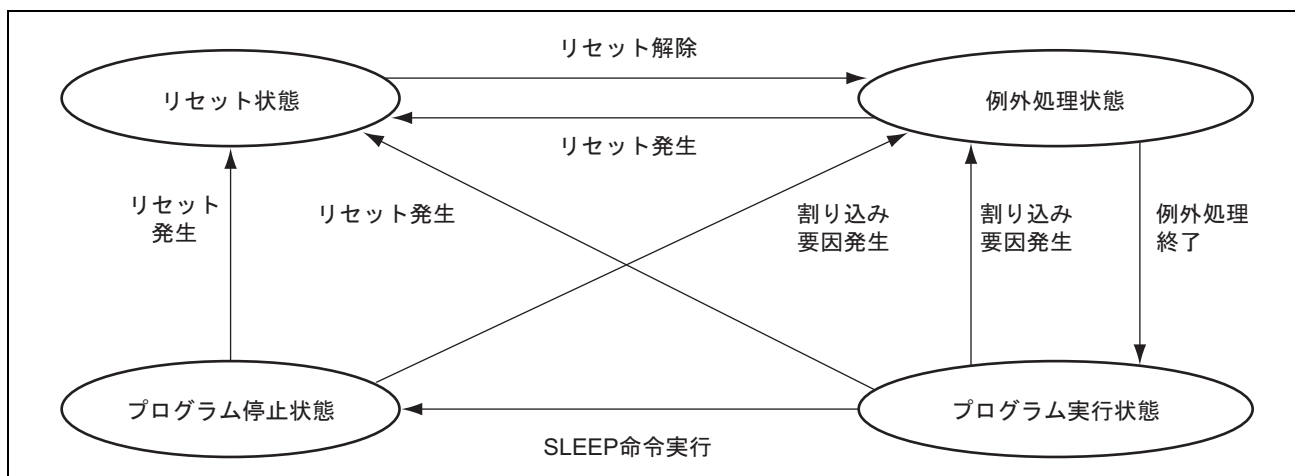 リセット解除
リセット状態
例外処理状態
リセット発生
リセット
発生
リセット発生
割り込み
要因発生
割り込み
要因発生
例外処理
終了
プログラム停止状態
プログラム実行状態
SLEEP命令実行